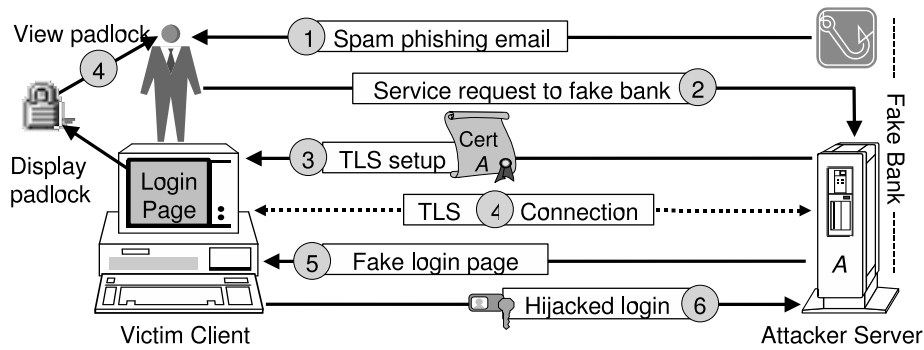 View padlock
1 Spam phishing email
4
Service request to fake bank 2
Fake Bank
Cert
A
3 TLS setup
Display
padlock
Login
Page
TLS 4 Connection
5 Fake login page
A
Hijacked login 6
Victim Client
Attacker Server